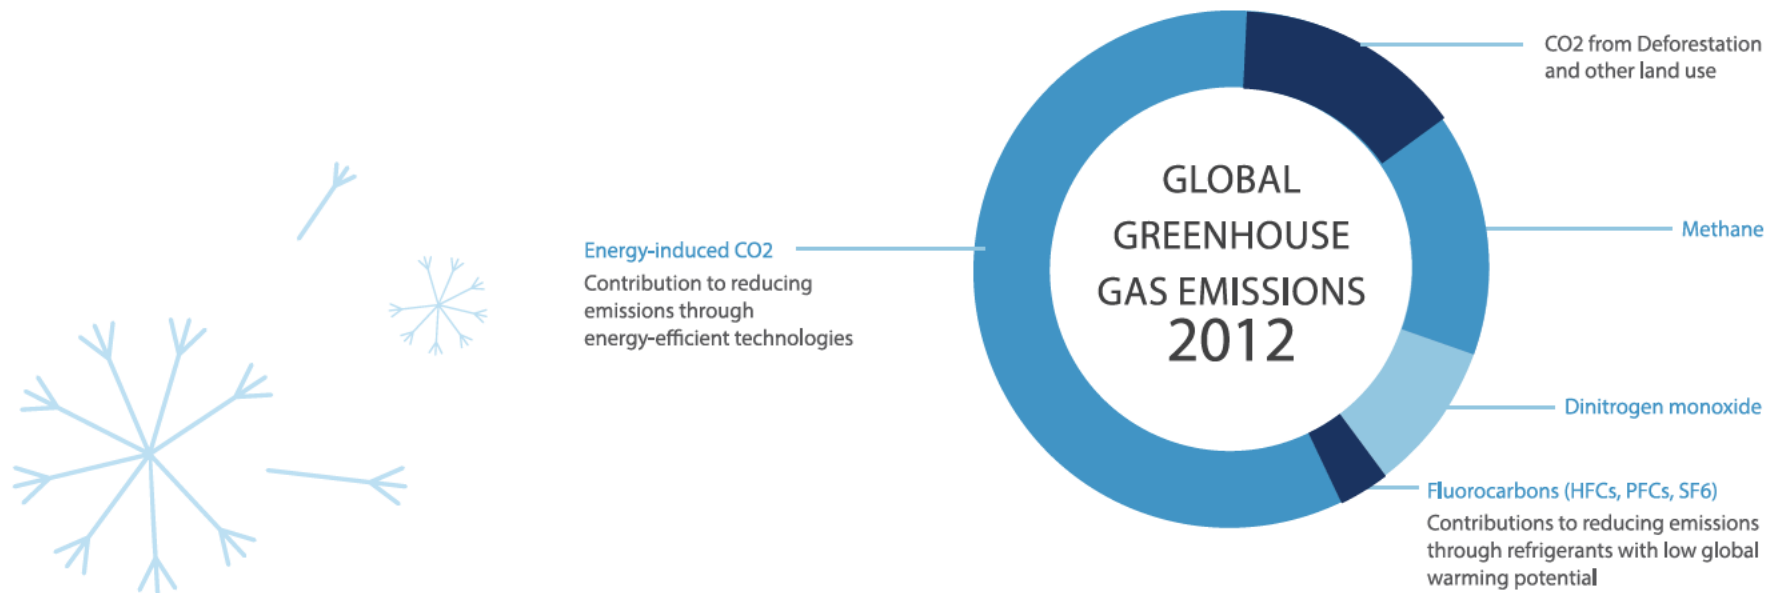 CO2 from Deforestation
and other land use
GLOBAL
GREENHOUSE
GAS EMISSIONS
2012
Methane
Energy-induced CO2
Contribution to reducing
emissions through
energy-efficient technologies
Dinitrogen monoxide
Fluorocarbons (HFCs, PFCs, SF6)
Contributions to reducing emissions
through refrigerants with low global
warming potential